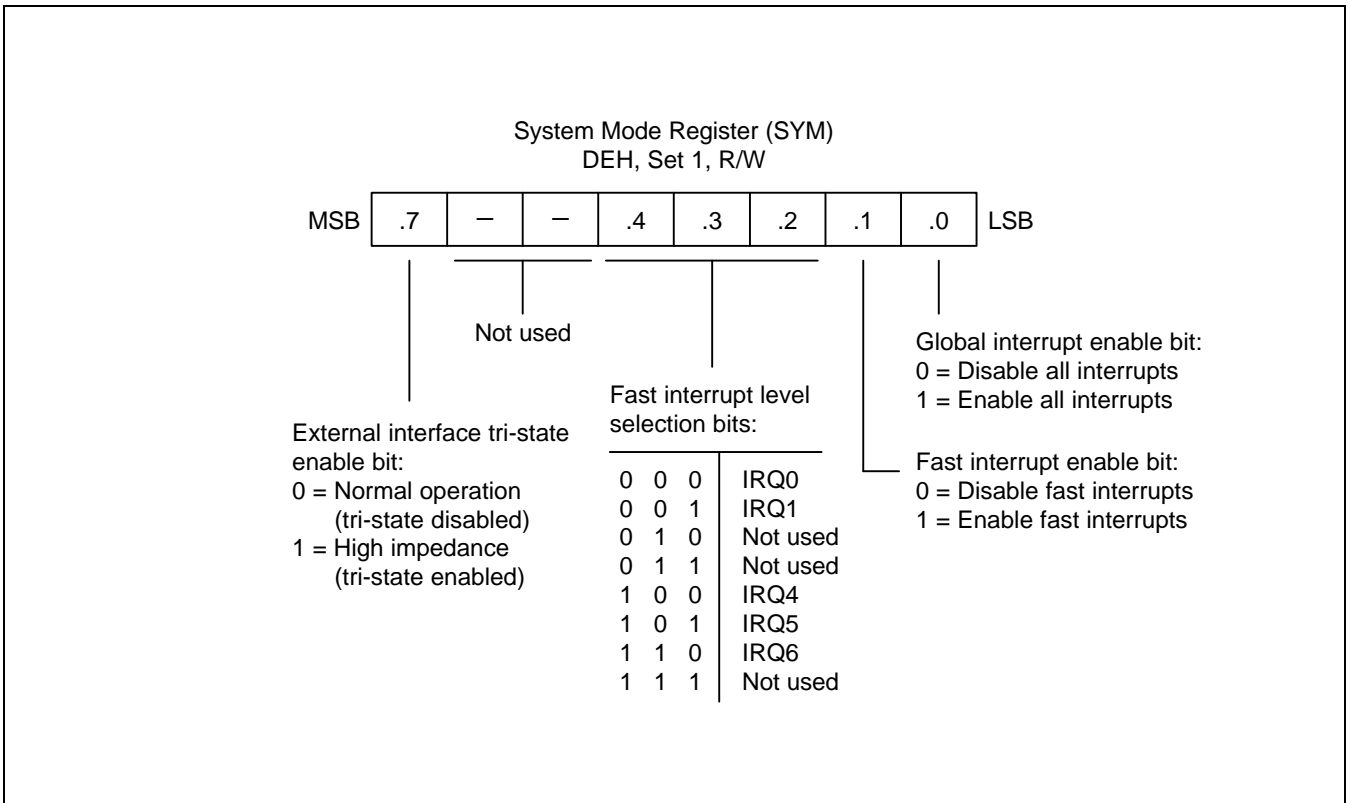 System Mode Register (SYM)
DEH, Set 1, R/W
MSB .7 – – .4 .3 .2 .1 .0 LSB
Not used
External interface tri-state
enable bit:
0 = Normal operation
(tri-state disabled)
1 = High impedance
(tri-state enabled)
Fast interrupt level
selection bits:
0 0 0 IRQ0
0 0 1 IRQ1
0 1 0 Not used
0 1 1 Not used
1 0 0 IRQ4
1 0 1 IRQ5
1 1 0 IRQ6
1 1 1 Not used
Global interrupt enable bit:
0 = Disable all interrupts
1 = Enable all interrupts
Fast interrupt enable bit:
0 = Disable fast interrupts
1 = Enable fast interrupts